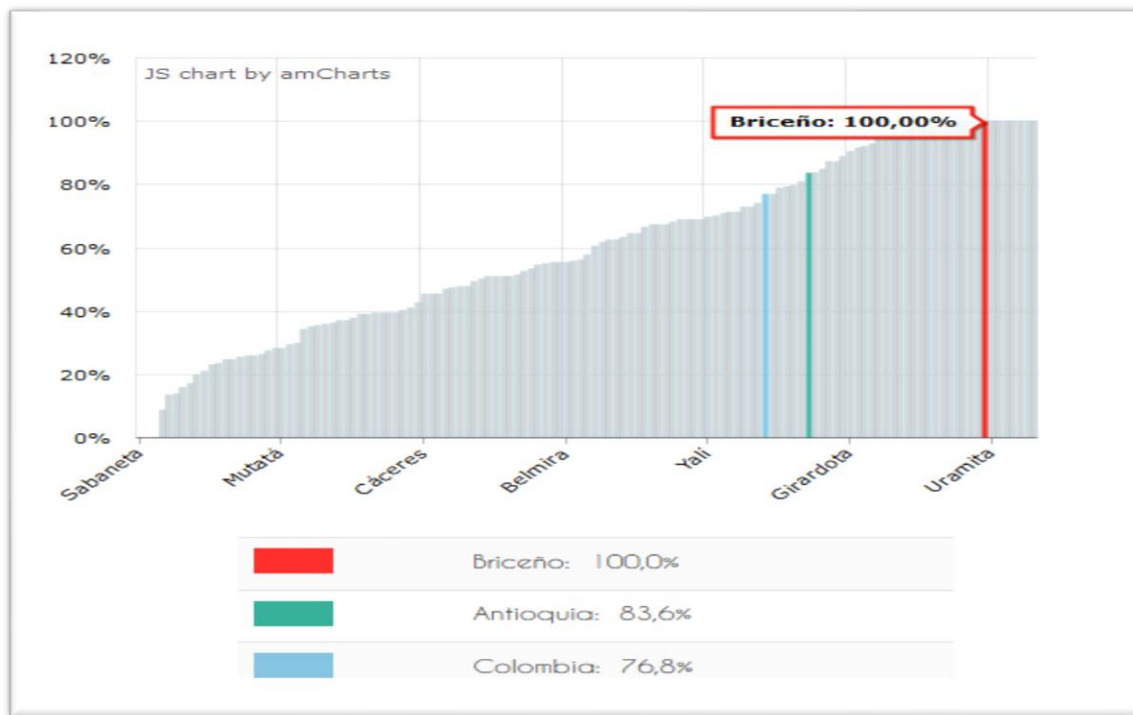 120%
JS chart by amCharts
100%
Briceño: 100,00%
80%
60%
40%
20%
0%
Sabaneta
Mutatá
Cáceres
Belmira
Yali
Girardota
Uramita
Briceño: 100,0%
Antioquia: 83,6%
Colombia: 76,8%